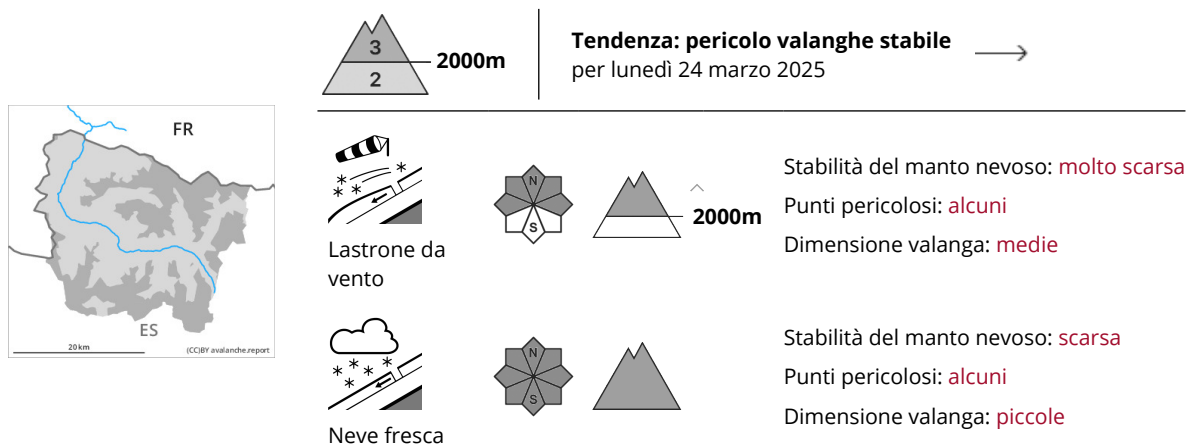 3
2
2000m
Tendenza: pericolo valanghe stabile
per lunedì 24 marzo 2025
FR
ES
20 km
(CC)BY avalanche.report
N
S
2000m
Lastrone da
vento
Stabilità del manto nevoso: molto scarsa
Punti pericolosi: alcuni
Dimensione valanga: medie
N
S
Neve fresca
Stabilità del manto nevoso: scarsa
Punti pericolosi: alcuni
Dimensione valanga: piccole